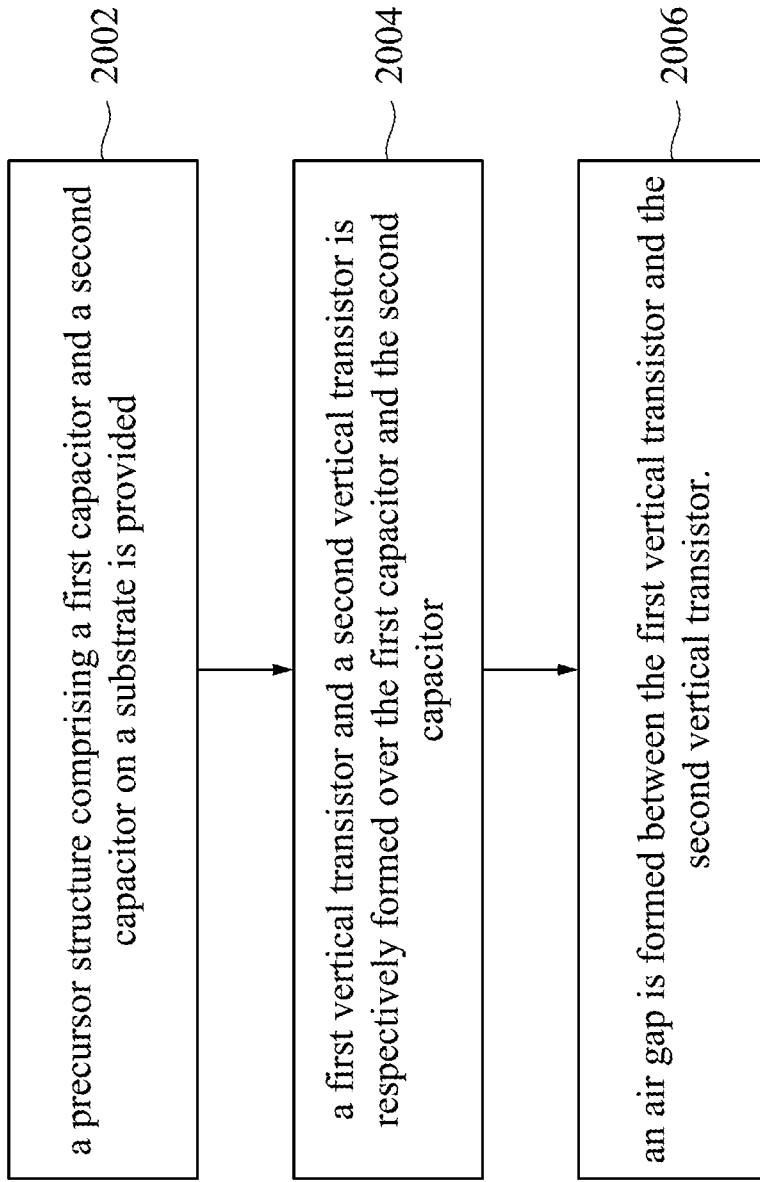 a precursor structure comprising a first capacitor and a second
capacitor on a substrate is provided
2002
a first vertical transistor and a second vertical transistor is
respectively formed over the first capacitor and the second
capacitor
2004
an air gap is formed between the first vertical transistor and the
second vertical transistor.
2006